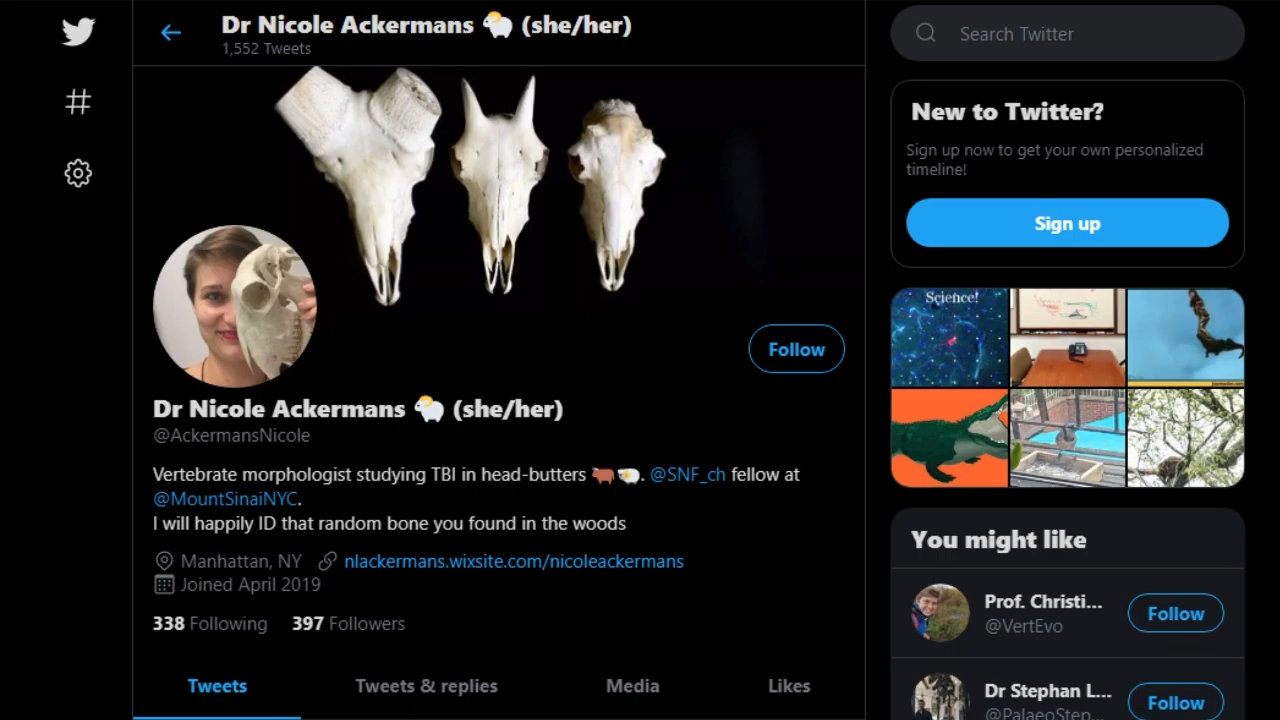 Dr Nicole Ackermans 🐏 (she/her)
1,552 Tweets
Search Twitter
New to Twitter?
Sign up now to get your own personalized
timeline!
Sign up
Science!
Follow
Dr Nicole Ackermans 🐏 (she/her)
@AckermansNicole
Vertebrate morphologist studying TBI in head-butters 🐂🐏. @SNF_ch fellow at
@MountSinaiNYC.
I will happily ID that random bone you found in the woods
Manhattan, NY nlackermans.wixsite.com/nicoleackermans
Joined April 2019
338 Following 397 Followers
Tweets Tweets & replies Media Likes
You might like
Prof. Christi...
@VertEvo
Follow
Dr Stephan L...
@PalaeoStep...
Follow